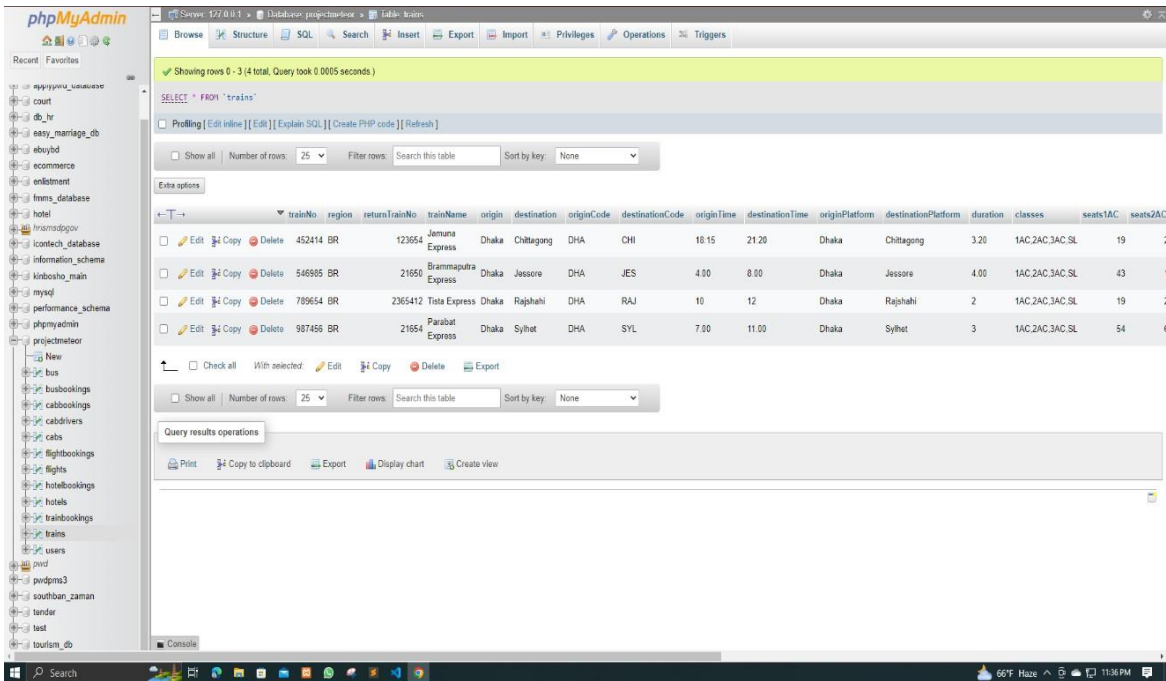 phpMyAdmin
Recent Favorites
court
db_hr
easy_marriage_db
ebuybd
ecommerce
enlistment
fmms_database
hotel
hrismsdpgov
icontech_database
information_schema
kinbosho_main
mysql
performance_schema
phpmyadmin
projectmeteor
New
bus
busbookings
cabbookings
cabdrivers
cabs
flightbookings
flights
hotelbookings
hotels
trainbookings
trains
users
pwd
pwdpms3
southban_zaman
tender
test
tourism_db
Server: 127.0.0.1 » Database: projectmeteor » Table: trains
Browse Structure SQL Search Insert Export Import Privileges Operations Triggers
Showing rows 0 - 3 (4 total, Query took 0.0005 seconds.)
SELECT * FROM `trains`
Profiling [ Edit inline ] [ Edit ] [ Explain SQL ] [ Create PHP code ] [ Refresh ]
Show all | Number of rows: 25 Filter rows: Search this table Sort by key: None
Extra options
←T→ trainNo region returnTrainNo trainName origin destination originCode destinationCode originTime destinationTime originPlatform destinationPlatform duration classes seats1AC seats2AC
Edit Copy Delete 452414 BR 123654 Jamuna Express Dhaka Chittagong DHA CHI 18:15 21:20 Dhaka Chittagong 3.20 1AC,2AC,3AC,SL 19
Edit Copy Delete 546985 BR 21650 Brammaputra Express Dhaka Jessore DHA JES 4.00 8.00 Dhaka Jessore 4.00 1AC,2AC,3AC,SL 43
Edit Copy Delete 789654 BR 2365412 Tista Express Dhaka Rajshahi DHA RAJ 10 12 Dhaka Rajshahi 2 1AC,2AC,3AC,SL 19
Edit Copy Delete 987456 BR 21654 Parabat Express Dhaka Sylhet DHA SYL 7.00 11.00 Dhaka Sylhet 3 1AC,2AC,3AC,SL 54
Check all With selected: Edit Copy Delete Export
Show all | Number of rows: 25 Filter rows: Search this table Sort by key: None
Query results operations
Print Copy to clipboard Export Display chart Create view
Console
Search
66°F Haze 11:36 PM